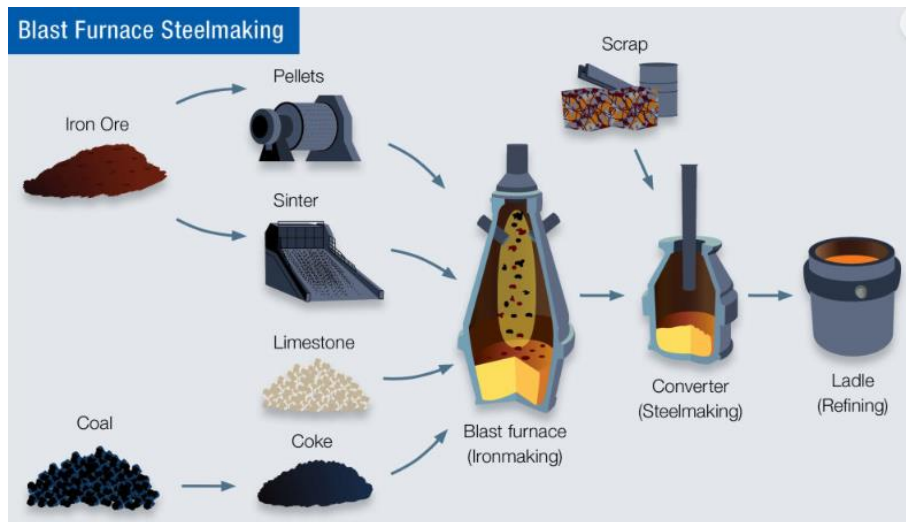 Blast Furnace Steelmaking
Scrap
Pellets
Iron Ore
Sinter
Limestone
Coal
Coke
Blast furnace
(Ironmaking)
Converter
(Steelmaking)
Ladle
(Refining)